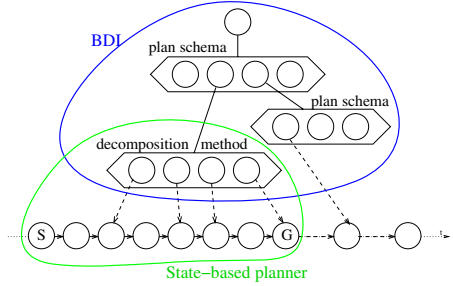 BDI
plan schema
plan schema
decomposition method
S G t
State-based planner